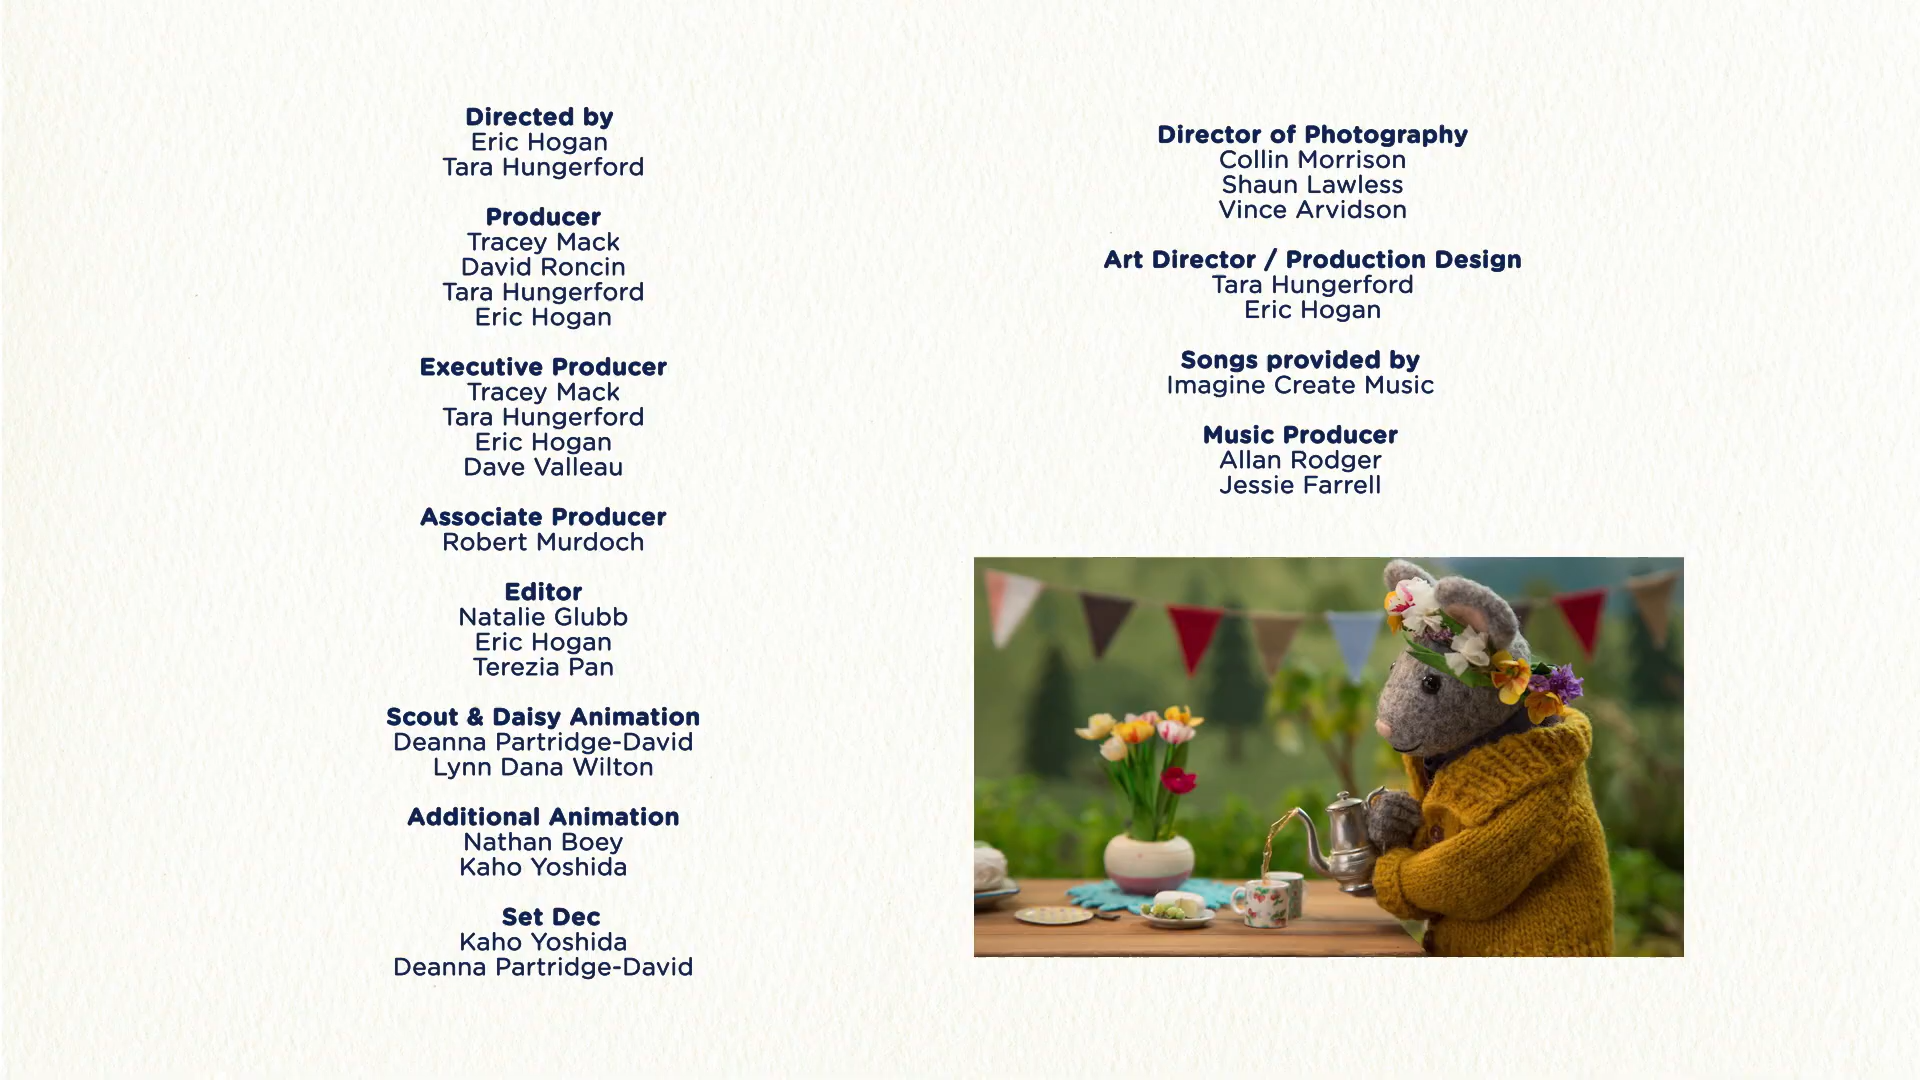 Directed by
Eric Hogan
Tara Hungerford
Producer
Tracey Mack
David Roncin
Tara Hungerford
Eric Hogan
Executive Producer
Tracey Mack
Tara Hungerford
Eric Hogan
Dave Valleau
Associate Producer
Robert Murdoch
Editor
Natalie Glubb
Eric Hogan
Terezia Pan
Scout & Daisy Animation
Deanna Partridge-David
Lynn Dana Wilton
Additional Animation
Nathan Boey
Kaho Yoshida
Set Dec
Kaho Yoshida
Deanna Partridge-David
Director of Photography
Collin Morrison
Shaun Lawless
Vince Arvidson
Art Director / Production Design
Tara Hungerford
Eric Hogan
Songs provided by
Imagine Create Music
Music Producer
Allan Rodger
Jessie Farrell